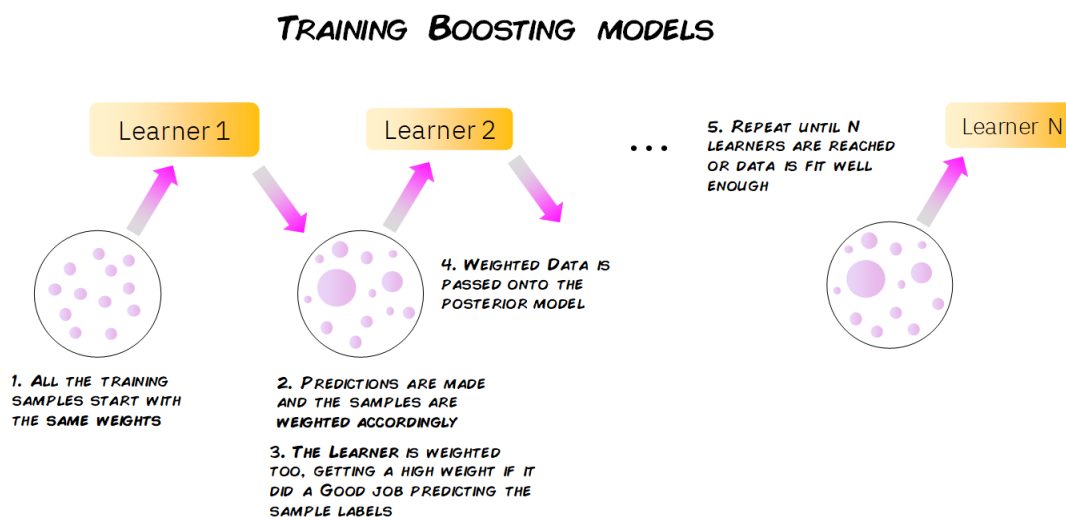 Training Boosting models
Learner 1
Learner 2
...
5. Repeat until N
learners are reached
or data is fit well
enough
Learner N
4. Weighted Data is
passed onto the
posterior model
1. All the training
samples start with
the same weights
2. Predictions are made
and the samples are
weighted accordingly
3. The Learner is weighted
too, getting a high weight if it
did a Good job predicting the
sample labels